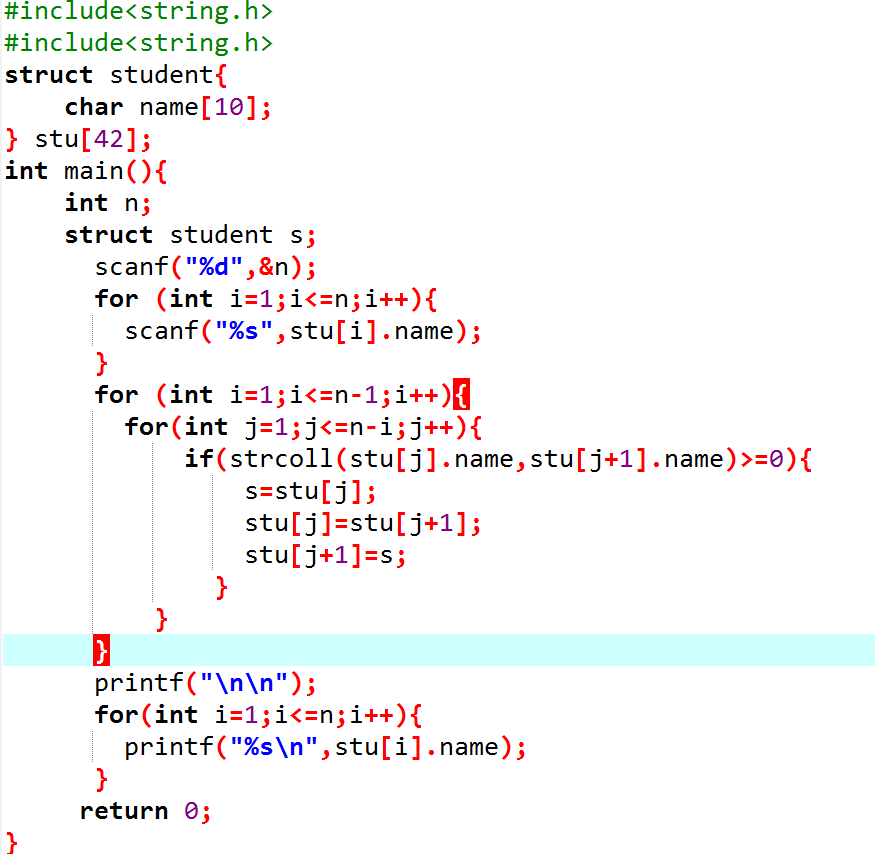 #include<string.h>
#include<string.h>
struct student{
    char name[10];
} stu[42];
int main(){
    int n;
    struct student s;
      scanf("%d",&n);
      for (int i=1;i<=n;i++){
        scanf("%s",stu[i].name);
      }
      for (int i=1;i<=n-1;i++){
        for(int j=1;j<=n-i;j++){
            if(strcoll(stu[j].name,stu[j+1].name)>=0){
                s=stu[j];
                stu[j]=stu[j+1];
                stu[j+1]=s;
              }
          }
      }
      printf("\n\n");
      for(int i=1;i<=n;i++){
        printf("%s\n",stu[i].name);
      }
     return 0;
}